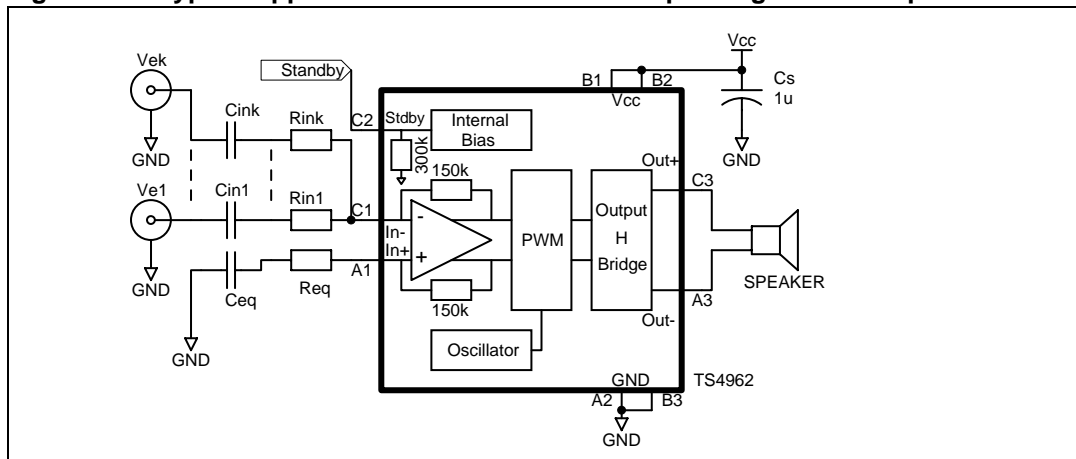 Vcc
Vek
Standby
B1
B2
Vcc
Cs
1u
Cink
Rink
C2
Stdby
Internal
Bias
GND
300k
GND
150k
Out+
C3
Ve1
Cin1
Rin1
C1
-
In-
In+
+
PWM
Output
H
Bridge
A1
GND
Ceq
Req
150k
SPEAKER
A3
Out-
GND
Oscillator
GND
TS4962
A2
B3
GND